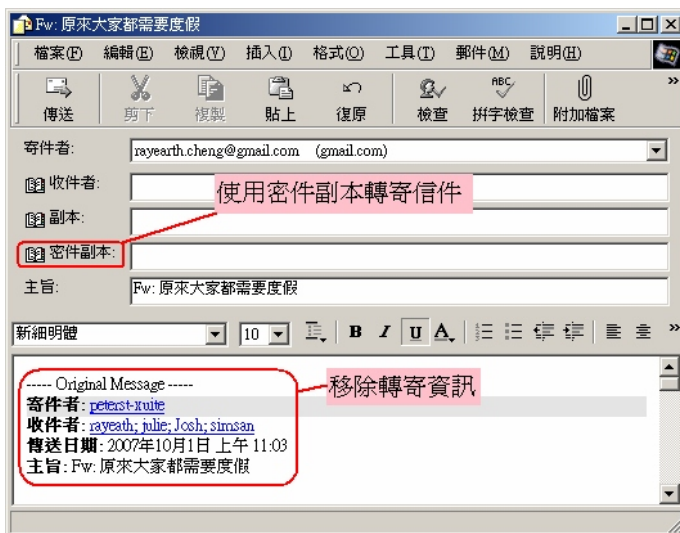 Fw: 原來大家都需要度假
檔案(F) 編輯(E) 檢視(V) 插入(I) 格式(O) 工具(T) 郵件(M) 說明(H)
傳送 剪下 複製 貼上 復原 檢查 拼字檢查 附加檔案
寄件者: rayearth.cheng@gmail.com (gmail.com)
收件者:
使用密件副本轉寄信件
副本:
密件副本:
主旨: Fw: 原來大家都需要度假
新細明體 10 B I U A
----- Original Message -----
移除轉寄資訊
寄件者: peterst-xuite
收件者: rayeath; julie; Josh; simsan
傳送日期: 2007年10月1日 上午 11:03
主旨: Fw: 原來大家都需要度假